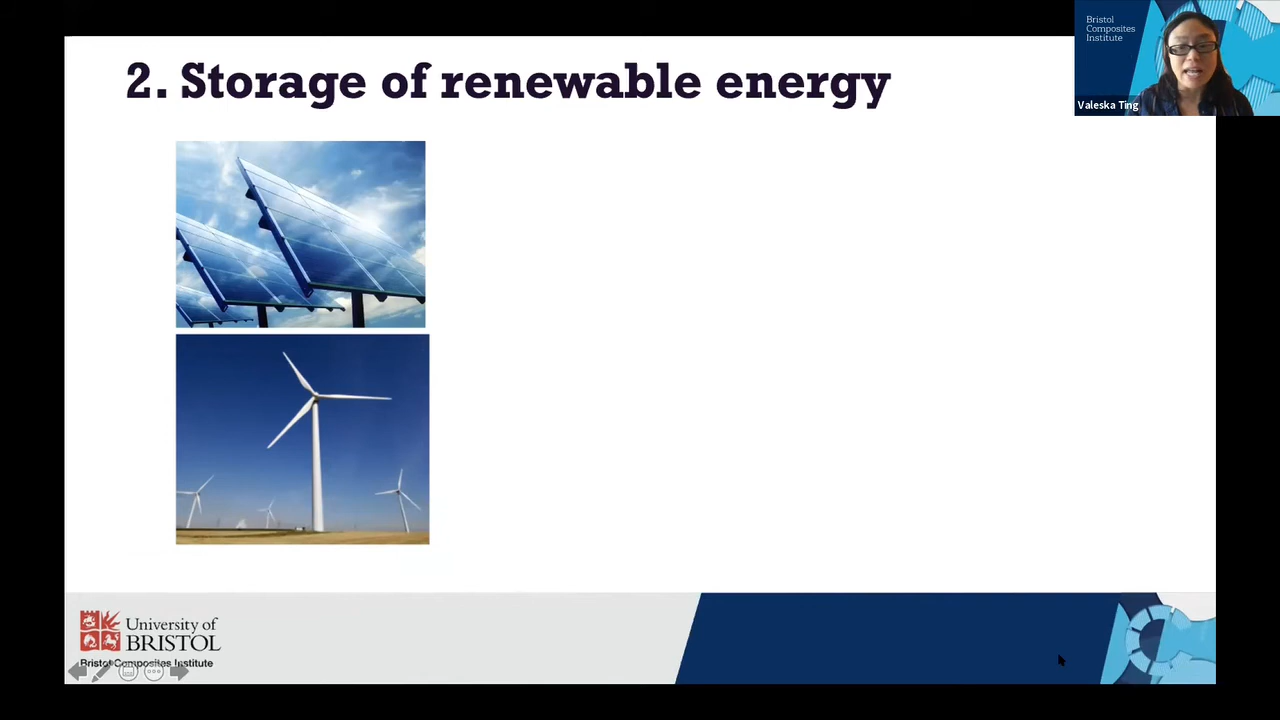 2. Storage of renewable energy
Bristol
Composites
Institute
Valeska Ting
University of
BRISTOL
Bristol Composites Institute